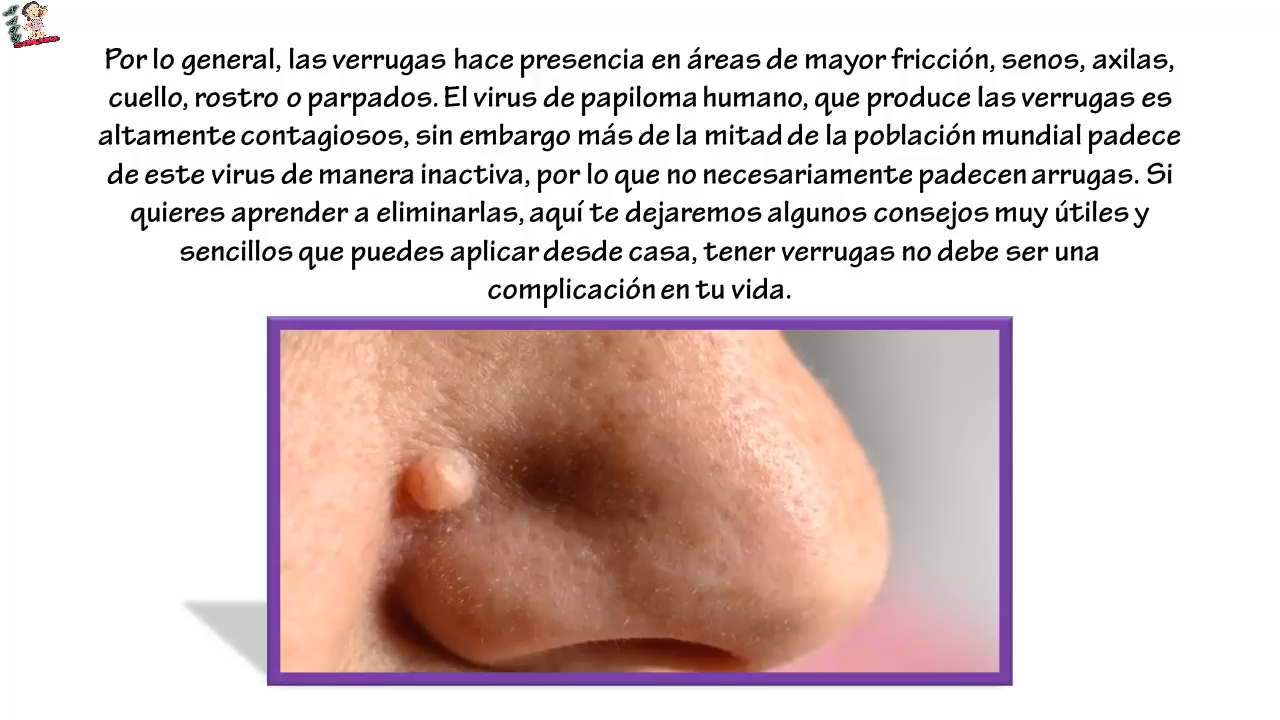 Por lo general, las verrugas hace presencia en áreas de mayor fricción, senos, axilas,
cuello, rostro o parpados. El virus de papiloma humano, que produce las verrugas es
altamente contagiosos, sin embargo más de la mitad de la población mundial padece
de este virus de manera inactiva, por lo que no necesariamente padecen arrugas. Si
quieres aprender a eliminarlas, aquí te dejaremos algunos consejos muy útiles y
sencillos que puedes aplicar desde casa, tener verrugas no debe ser una
complicación en tu vida.